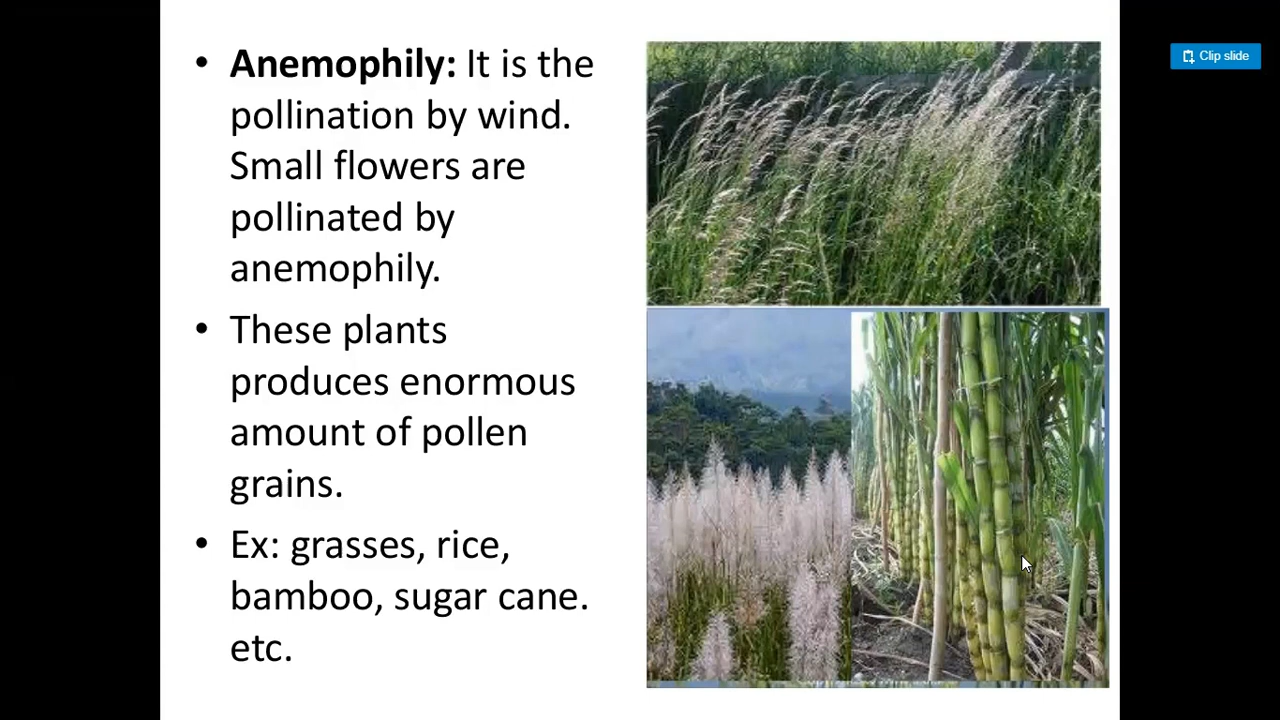 • Anemophily: It is the
pollination by wind.
Small flowers are
pollinated by
anemophily.
• These plants
produces enormous
amount of pollen
grains.
• Ex: grasses, rice,
bamboo, sugar cane.
etc.
Clip slide